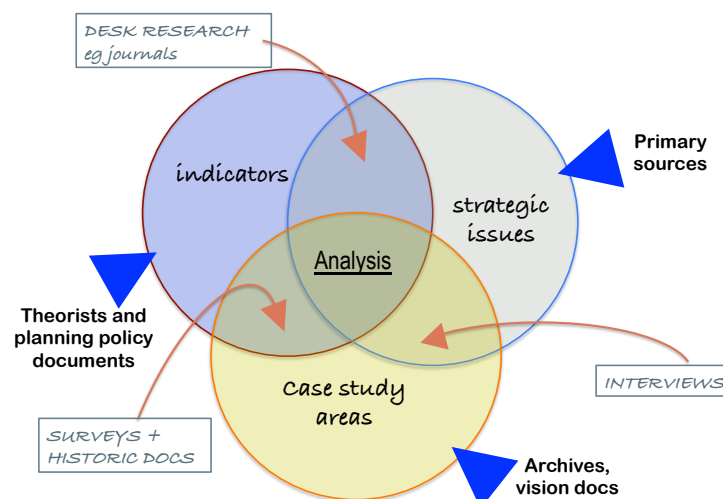 DESK RESEARCH
eg journals
indicators
Primary
sources
strategic
issues
Analysis
Theorists and
planning policy
documents
Case study
areas
INTERVIEWS
SURVEYS +
HISTORIC DOCS
Archives,
vision docs